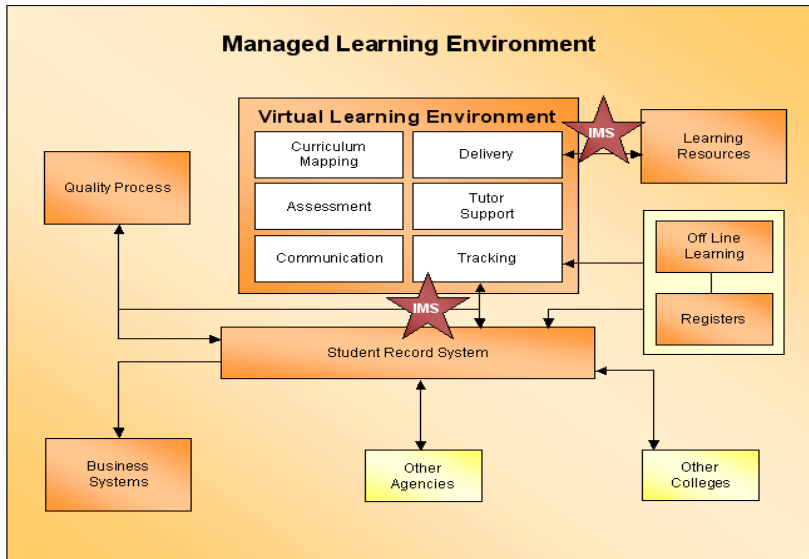 Managed Learning Environment
Virtual Learning Environment
IMS
Curriculum
Mapping
Delivery
Learning
Resources
Quality Process
Assessment
Tutor
Support
Off Line
Learning
Communication
Tracking
IMS
Registers
Student Record System
Business
Systems
Other
Agencies
Other
Colleges